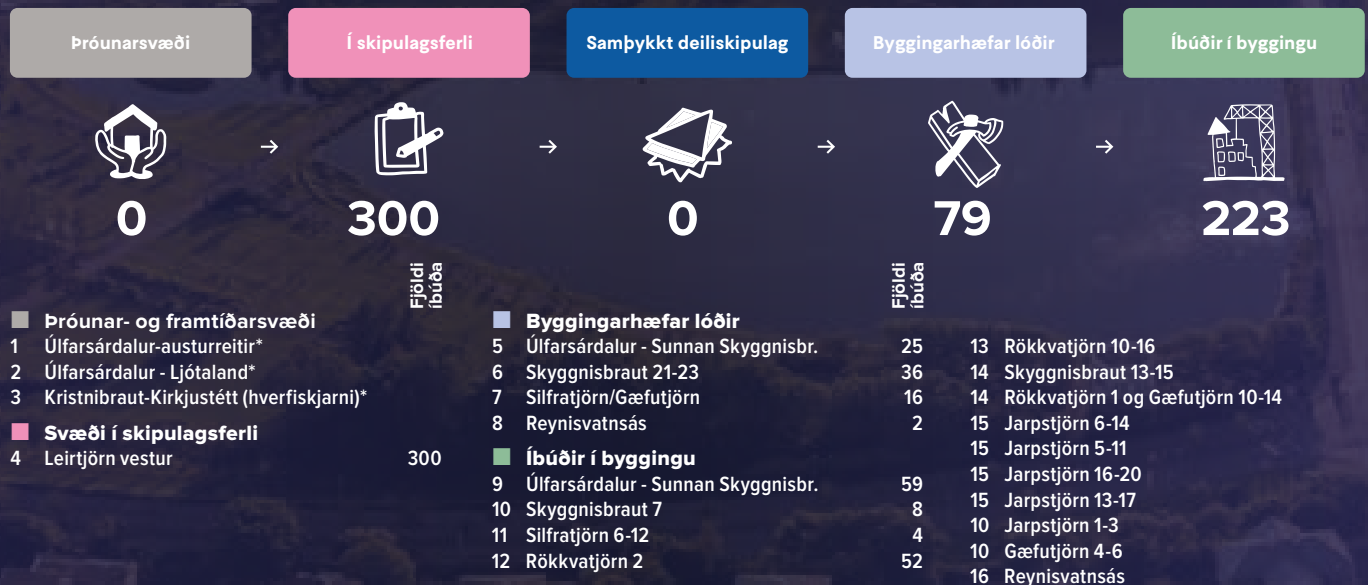 Þróunarsvæði
Í skipulagsferli
Samþykkt deiliskipulag
Byggingarhæfar lóðir
Íbúðir í byggingu
0
300
0
79
223
Fjöldi
íbúða
Þróunar- og framtíðarsvæði
1 Úlfarsárdalur-austurreitir*
2 Úlfarsárdalur - Ljótaland*
3 Kristnibraut-Kirkjustétt (hverfiskjarni)*
Svæði í skipulagsferli
4 Leirtjörn vestur 300
Fjöldi
íbúða
Byggingarhæfar lóðir
5 Úlfarsárdalur - Sunnan Skyggnisbr. 25
6 Skyggnisbraut 21-23 36
7 Silfratjörn/Gæfutjörn 16
8 Reynisvatnsás 2
Íbúðir í byggingu
9 Úlfarsárdalur - Sunnan Skyggnisbr. 59
10 Skyggnisbraut 7 8
11 Silfratjörn 6-12 4
12 Rökkvatjörn 2 52
13 Rökkvatjörn 10-16
14 Skyggnisbraut 13-15
14 Rökkvatjörn 1 og Gæfutjörn 10-14
15 Jarpstjörn 6-14
15 Jarpstjörn 5-11
15 Jarpstjörn 16-20
15 Jarpstjörn 13-17
10 Jarpstjörn 1-3
10 Gæfutjörn 4-6
16 Reynisvatnsás